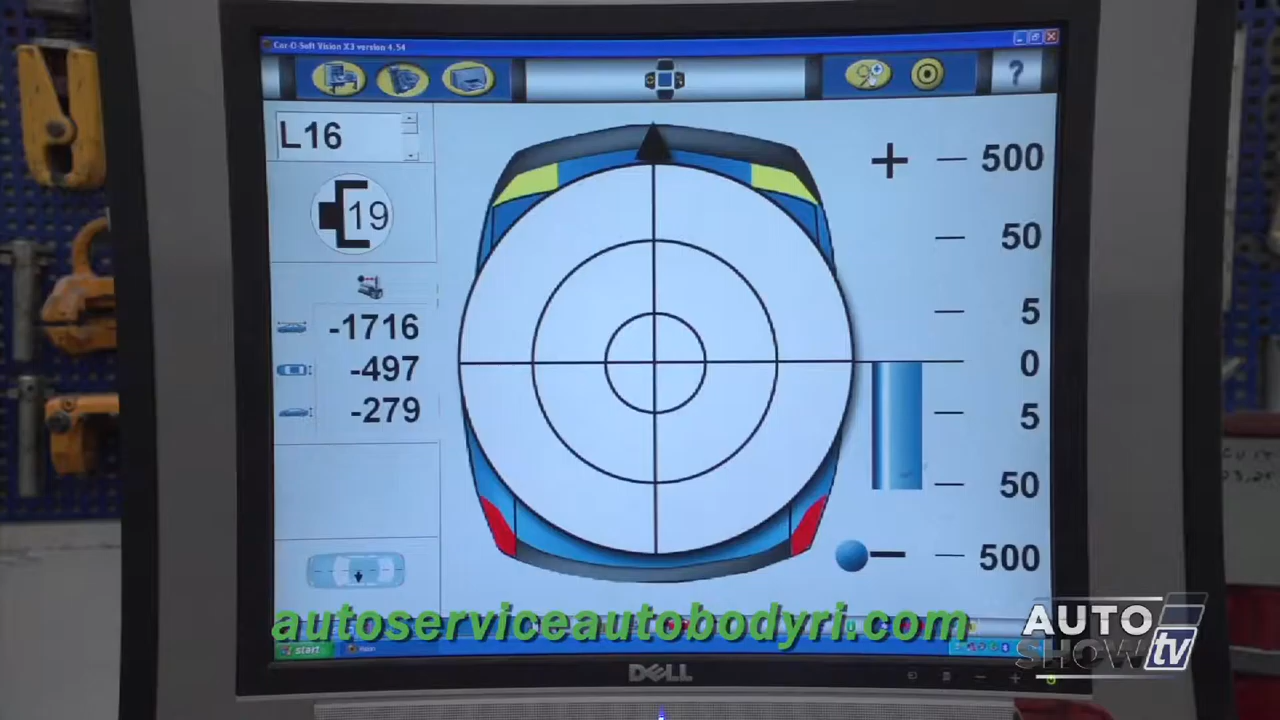 Car-O-Soft Vision X3 version 4.54
?
L16
19
-1716
-497
-279
+ 500
50
5
0
5
50
- 500
autoserviceautobodyri.com
start
Vision
AUTO
SHOW tv
DELL